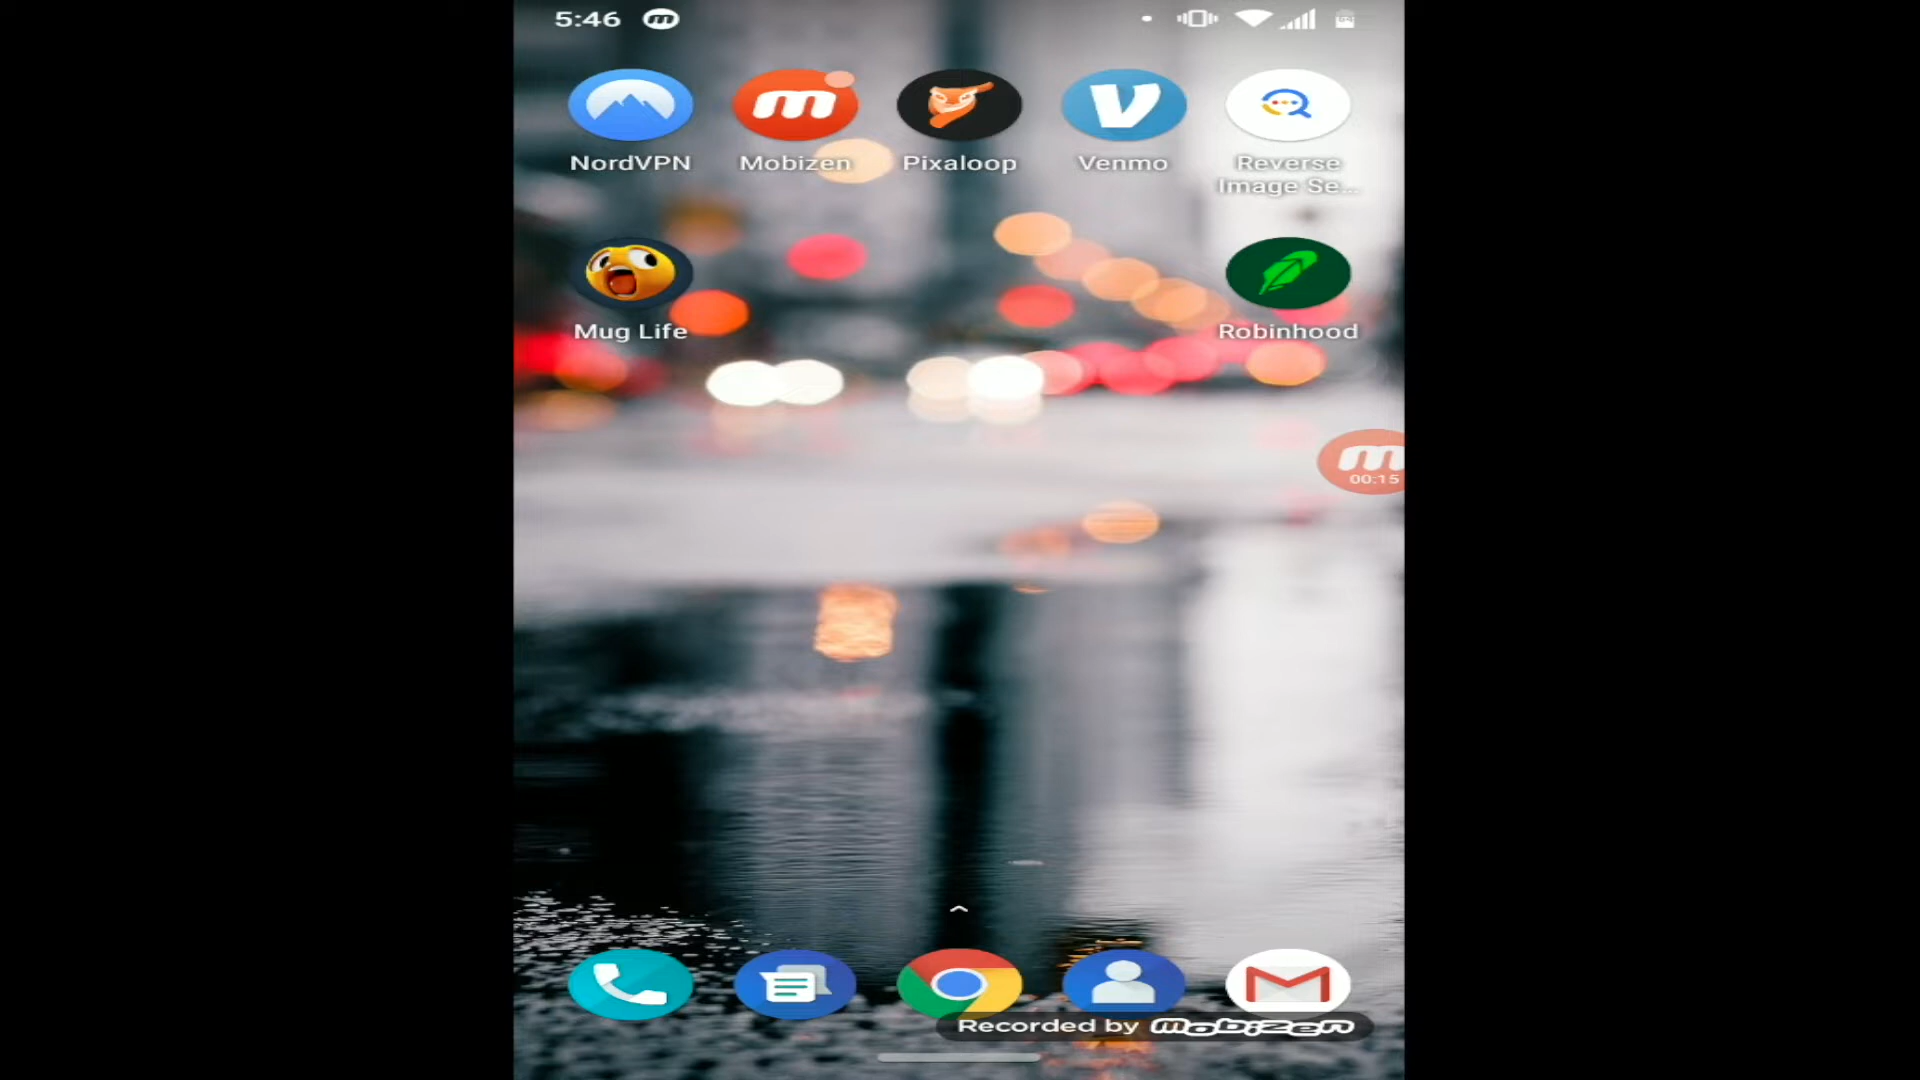 5:46
NordVPN
Mobizen
Pixaloop
Venmo
Reverse
Image Se...
Mug Life
Robinhood
00:15
Recorded by mobizen